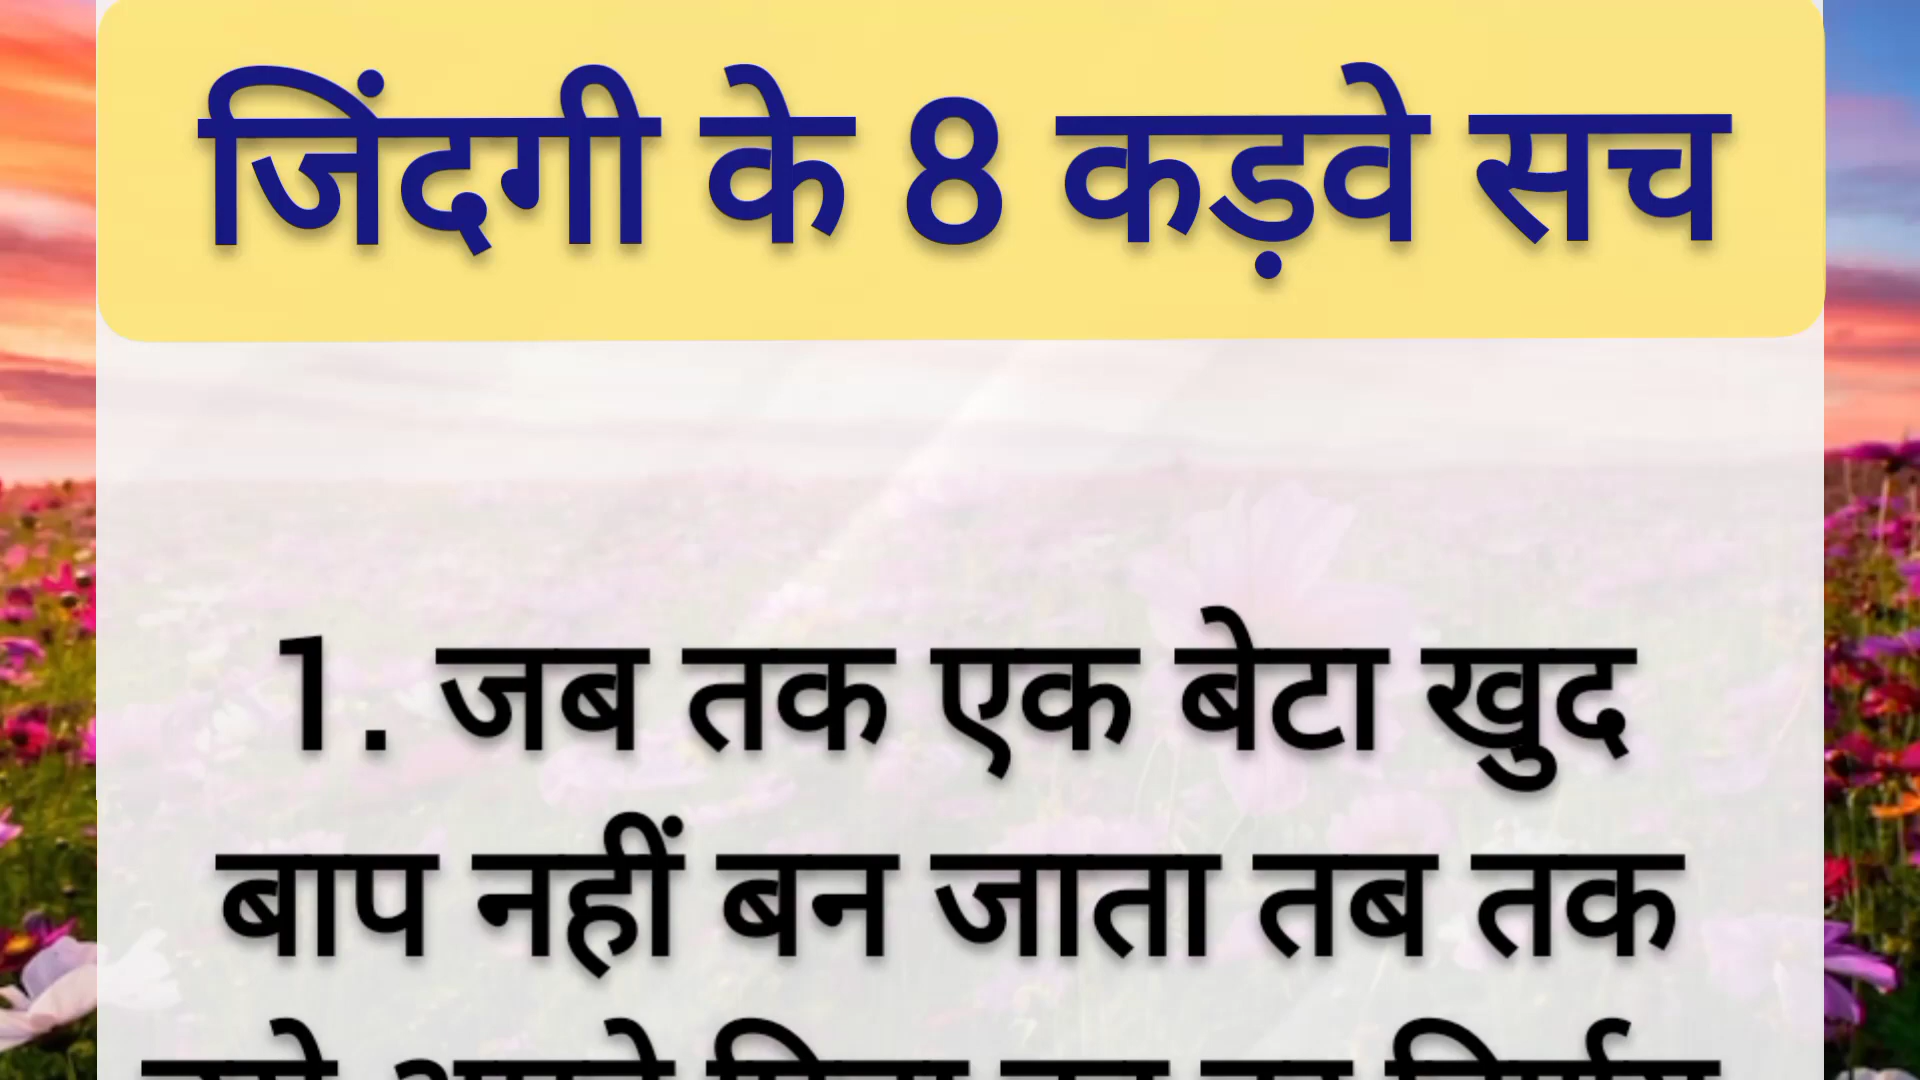 जिंदगी के 8 कड़वे सच
1. जब तक एक बेटा खुद
बाप नहीं बन जाता तब तक